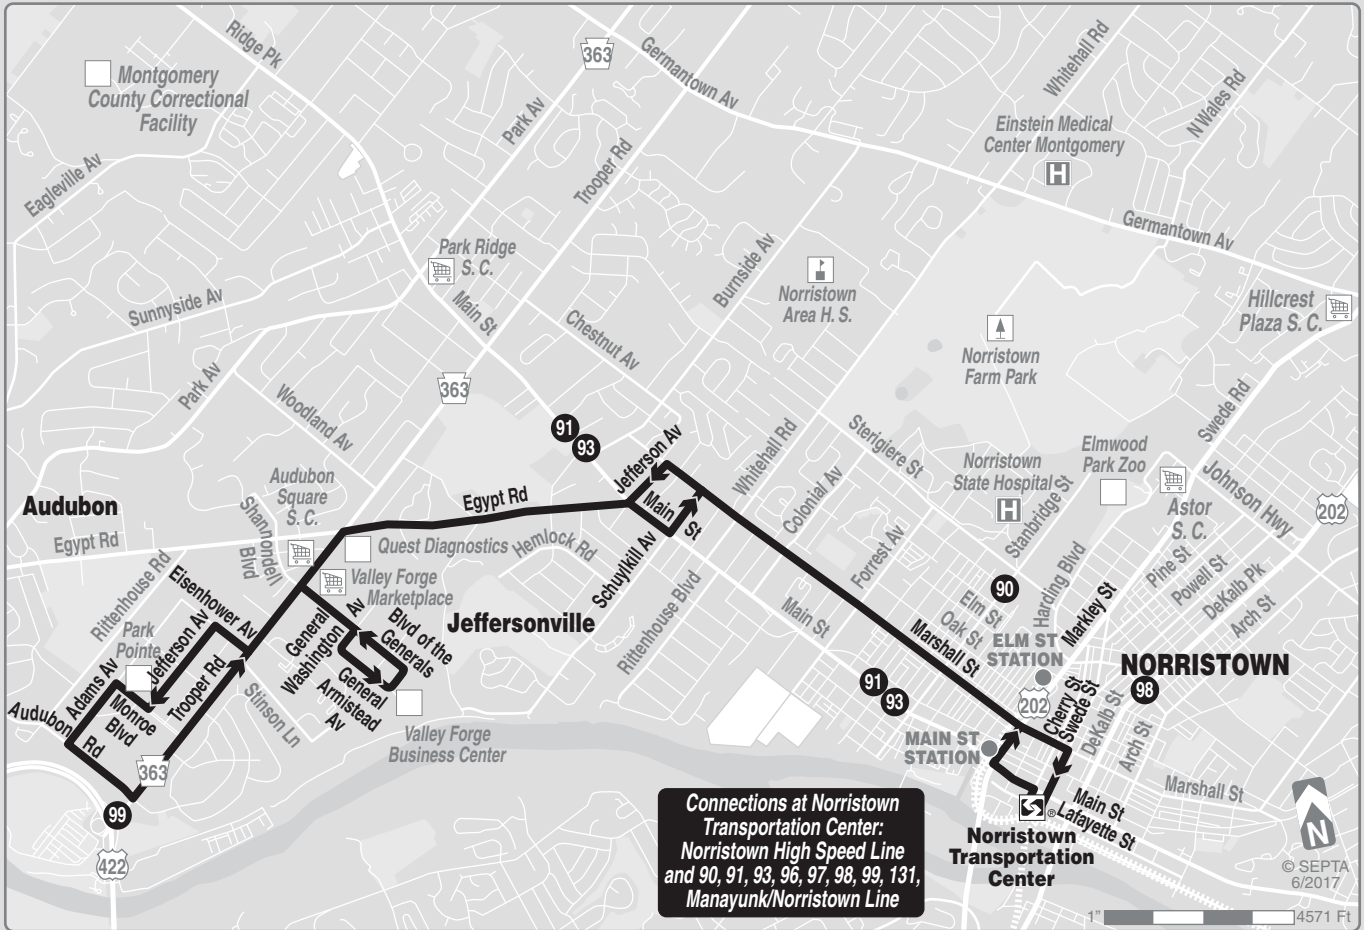 Ridge Pk
363
Germantown Av
Whitehall Rd
Montgomery
County Correctional
Facility
Park Av
N Wales Rd
Einstein Medical
Center Montgomery
H
Trooper Rd
Eagleville Av
Germantown Av
Park Ridge
S. C.
Burnside Av
Norristown
Area H. S.
Hillcrest
Plaza S. C.
Sunnyside Av
Main St
Chestnut Av
Norristown
Farm Park
Park Av
363
Woodland Av
Swede Rd
91
93
Jefferson Av
Whitehall Rd
Sterigiere St
Elmwood
Park Zoo
Norristown
State Hospital
H
Johnson Hwy
202
Audubon
Square
S. C.
Audubon
Egypt Rd
Main
St
Colonial Av
Stanbridge St
Astor
S. C.
Shannondell
Blvd
Egypt Rd
Quest Diagnostics
Hemlock Rd
Forrest Av
Harding Blvd
Pine St
Powell St
DeKalb Pk
Arch St
Rittenhouse Rd
Eisenhower Av
Valley Forge
Marketplace
Schuylkill Av
90
Elm St
Oak St
Markley St
Jeffersonville
Rittenhouse Blvd
Main St
Marshall St
ELM ST
STATION
NORRISTOWN
Park
Pointe
Jefferson Av
General
Washington
Av
Blvd of the
Generals
General
Armistead
Av
Adams Av
Monroe
Blvd
Trooper Rd
Stinson Ln
91
93
202
Cherry St
Swede St
DeKalb St
98
Arch St
Audubon
Rd
Valley Forge
Business Center
MAIN ST
STATION
363
Marshall St
99
Main St
Lafayette St
®
422
Connections at Norristown
Transportation Center:
Norristown High Speed Line
and 90, 91, 93, 96, 97, 98, 99, 131,
Manayunk/Norristown Line
Norristown
Transportation
Center
N
© SEPTA
6/2017
1"
4571 Ft